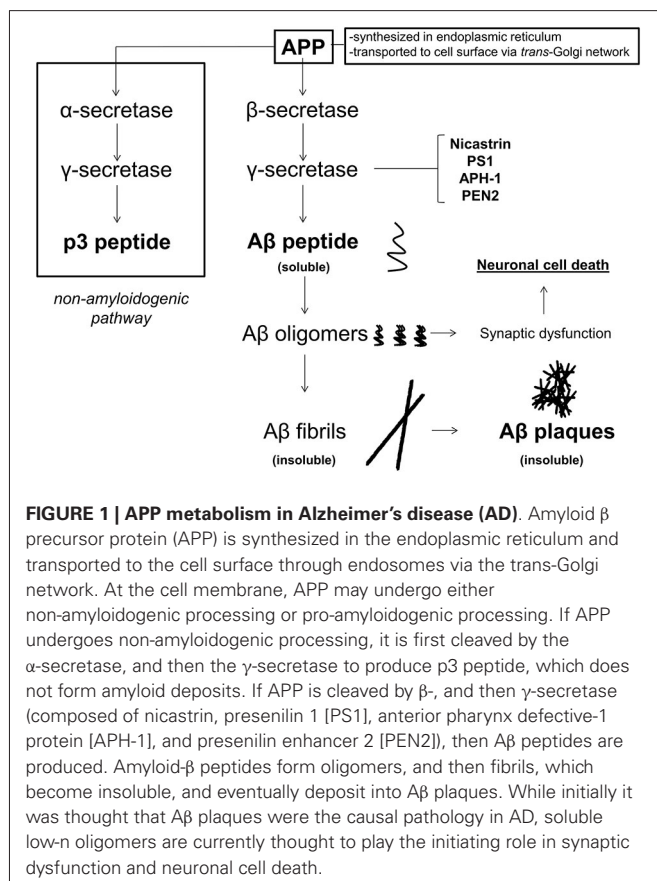 APP
-synthesized in endoplasmic reticulum
-transported to cell surface via trans-Golgi network
α-secretase
γ-secretase
p3 peptide
non-amyloidogenic
pathway
β-secretase
γ-secretase
Nicastrin
PS1
APH-1
PEN2
Aβ peptide
(soluble)
Neuronal cell death
Aβ oligomers
Synaptic dysfunction
Aβ fibrils
(insoluble)
Aβ plaques
(insoluble)
FIGURE 1 | APP metabolism in Alzheimer's disease (AD). Amyloid β
precursor protein (APP) is synthesized in the endoplasmic reticulum and
transported to the cell surface through endosomes via the trans-Golgi
network. At the cell membrane, APP may undergo either
non-amyloidogenic processing or pro-amyloidogenic processing. If APP
undergoes non-amyloidogenic processing, it is first cleaved by the
α-secretase, and then the γ-secretase to produce p3 peptide, which does
not form amyloid deposits. If APP is cleaved by β-, and then γ-secretase
(composed of nicastrin, presenilin 1 [PS1], anterior pharynx defective-1
protein [APH-1], and presenilin enhancer 2 [PEN2]), then Aβ peptides are
produced. Amyloid-β peptides form oligomers, and then fibrils, which
become insoluble, and eventually deposit into Aβ plaques. While initially it
was thought that Aβ plaques were the causal pathology in AD, soluble
low-n oligomers are currently thought to play the initiating role in synaptic
dysfunction and neuronal cell death.